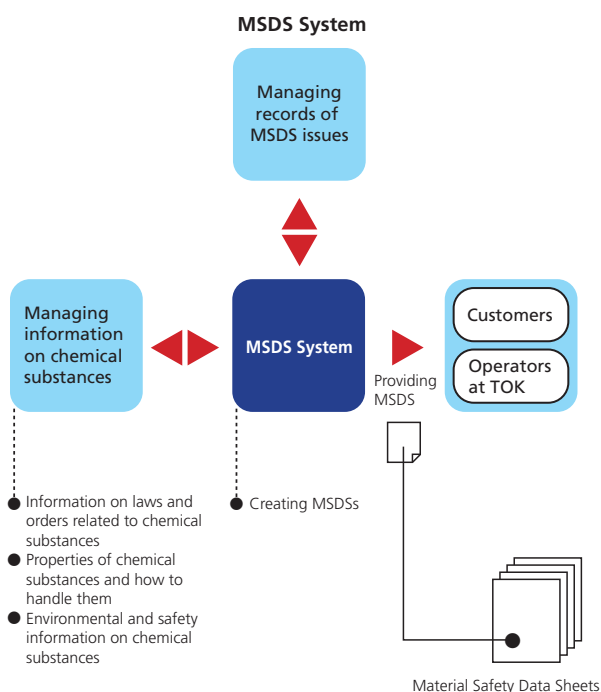 MSDS System
Managing
records of
MSDS issues
Managing
information
on chemical
substances
MSDS System
Providing
MSDS
Customers
Operators
at TOK
Information on laws and
orders related to chemical
substances
Properties of chemical
substances and how to
handle them
Environmental and safety
information on chemical
substances
Creating MSDSs
Material Safety Data Sheets